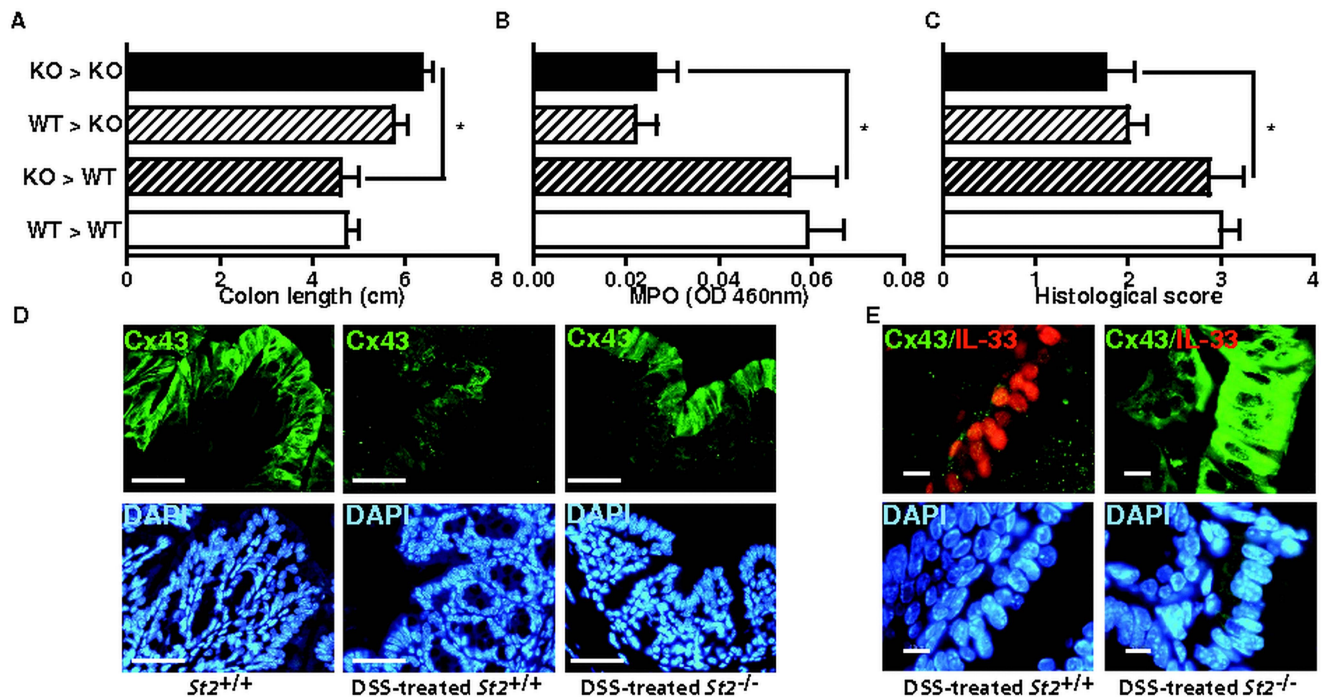 A
B
C
KO > KO
WT > KO
KO > WT
WT > WT
*
*
*
0 2 4 6 8
Colon length (cm)
0.00 0.02 0.04 0.06 0.08
MPO (OD 460nm)
0 1 2 3 4
Histological score
D
E
Cx43
Cx43
Cx43
Cx43/IL-33
Cx43/IL-33
DAPI
DAPI
DAPI
DAPI
DAPI
St2+/+
DSS-treated St2+/+
DSS-treated St2-/-
DSS-treated St2+/+
DSS-treated St2-/-